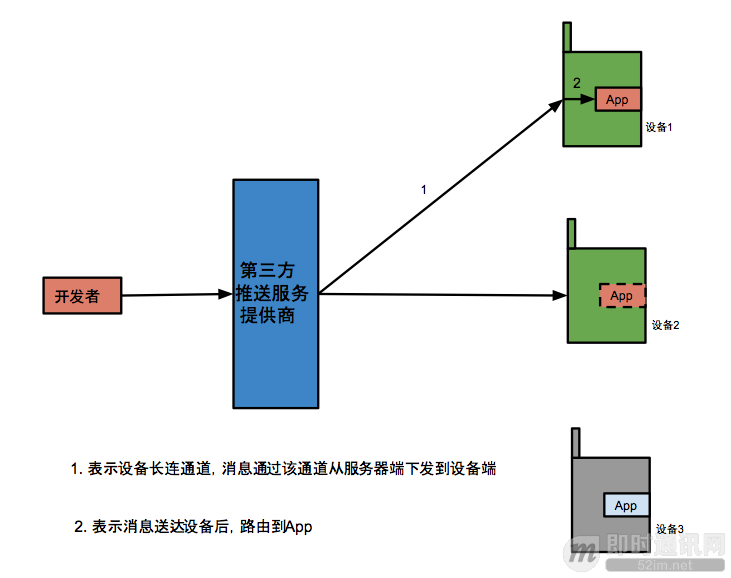 2
App
设备1
1
第三方
推送服务
提供商
开发者
App
设备2
1. 表示设备长连通道, 消息通过该通道从服务器端下发到设备端
App
2. 表示消息送达设备后, 路由到App
设备3
即时通讯网
52im.net